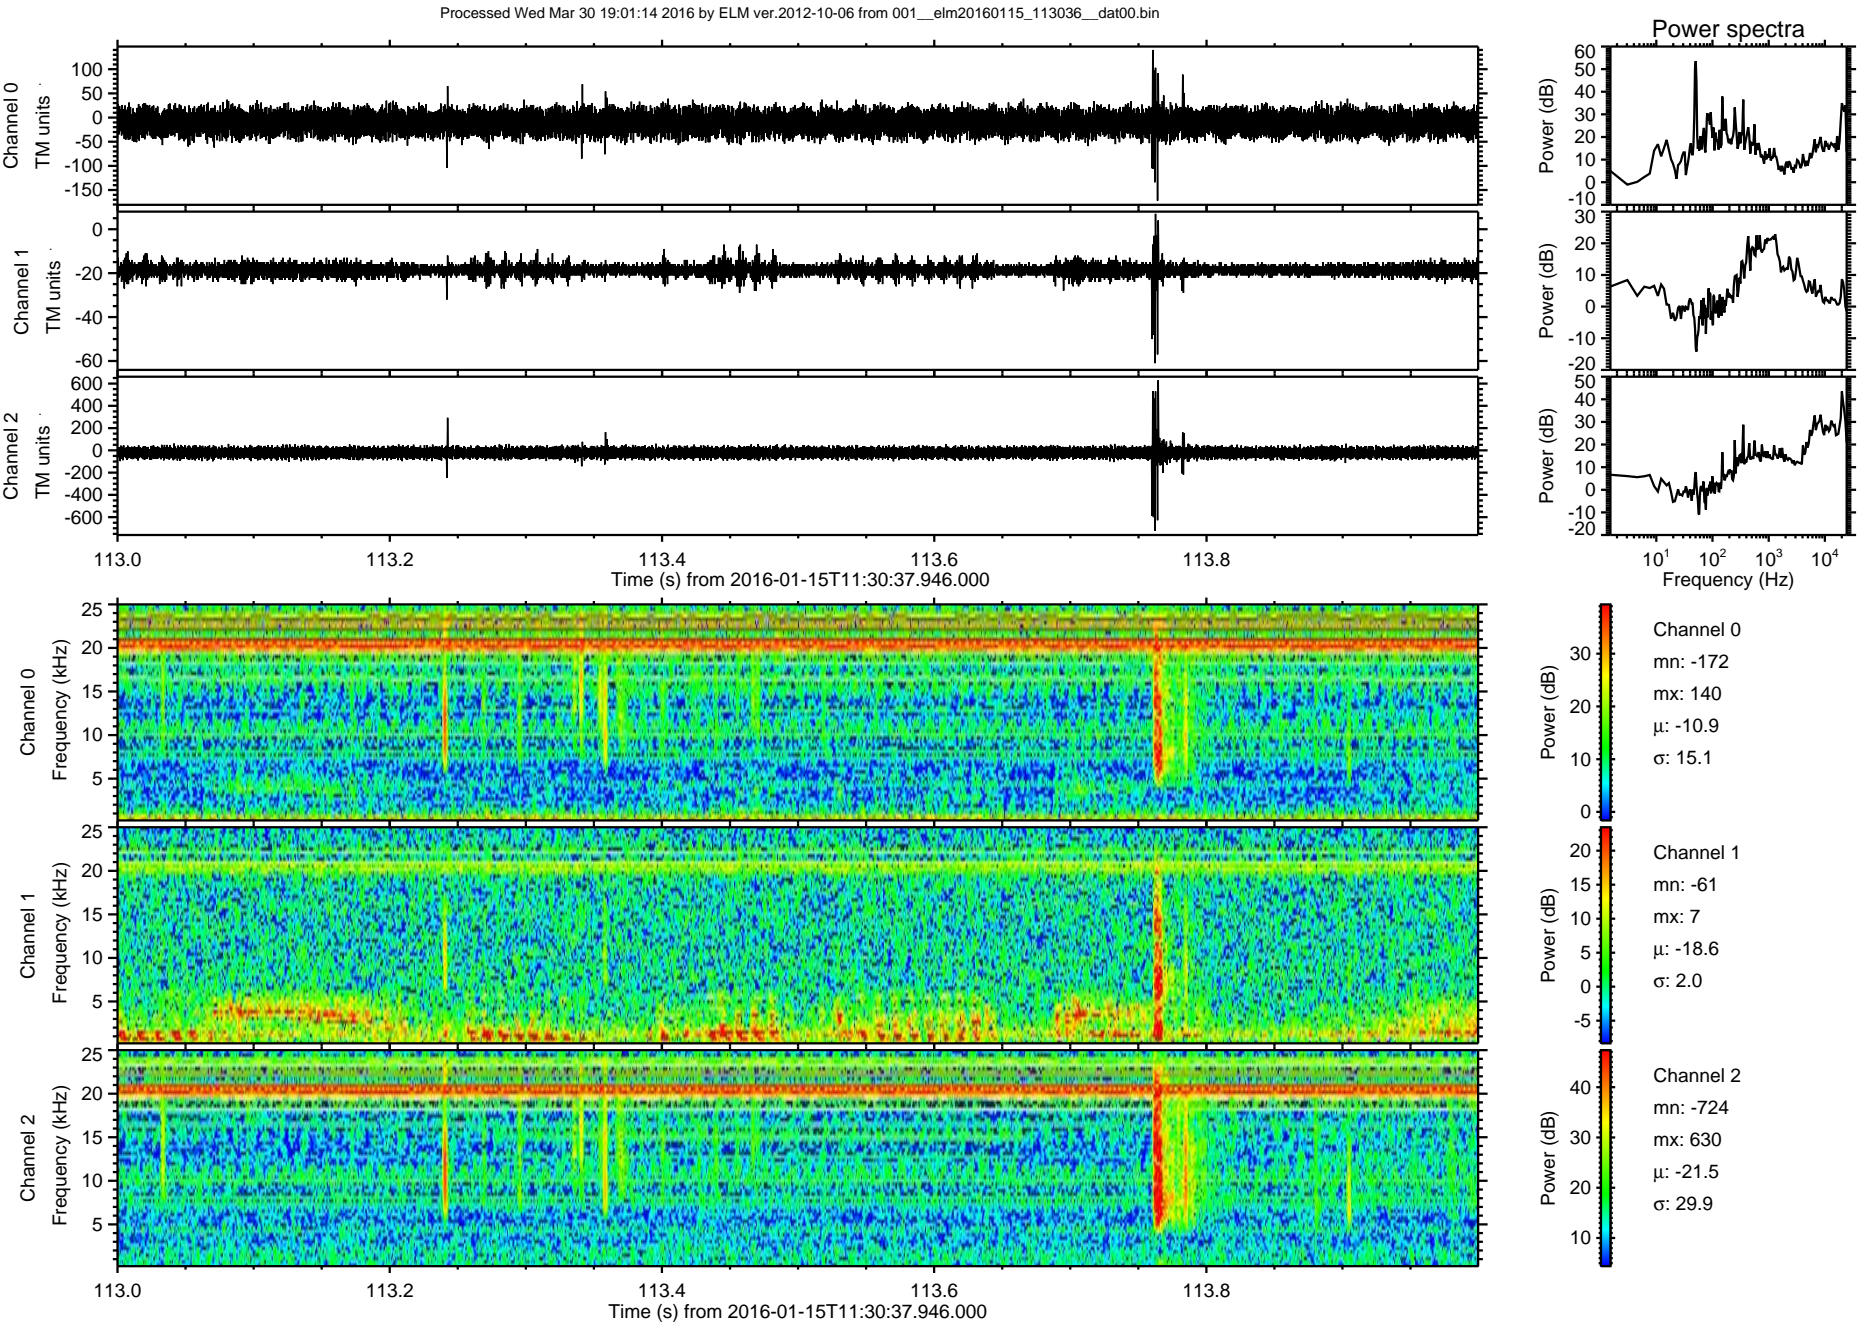 Processed Wed Mar 30 19:01:14 2016 by ELM ver.2012-10-06 from 001__elm20160115_113036__dat00.bin
Power spectra
Channel 0
TM units
100
50
0
-50
-100
-150
Power (dB)
60
50
40
30
20
10
0
-10
Channel 1
TM units
0
-20
-40
-60
Power (dB)
30
20
10
0
-10
-20
Channel 2
TM units
600
400
200
0
-200
-400
-600
Power (dB)
50
40
30
20
10
0
-10
-20
113.0 113.2 113.4 113.6 113.8
Time (s) from 2016-01-15T11:30:37.946.000
10^1 10^2 10^3 10^4
Frequency (Hz)
Channel 0
Frequency (kHz)
25
20
15
10
5
Power (dB)
30
20
10
0
Channel 0
mn: -172
mx: 140
μ: -10.9
σ: 15.1
Channel 1
Frequency (kHz)
25
20
15
10
5
Power (dB)
20
15
10
5
0
-5
Channel 1
mn: -61
mx: 7
μ: -18.6
σ: 2.0
Channel 2
Frequency (kHz)
25
20
15
10
5
Power (dB)
40
30
20
10
Channel 2
mn: -724
mx: 630
μ: -21.5
σ: 29.9
113.0 113.2 113.4 113.6 113.8
Time (s) from 2016-01-15T11:30:37.946.000